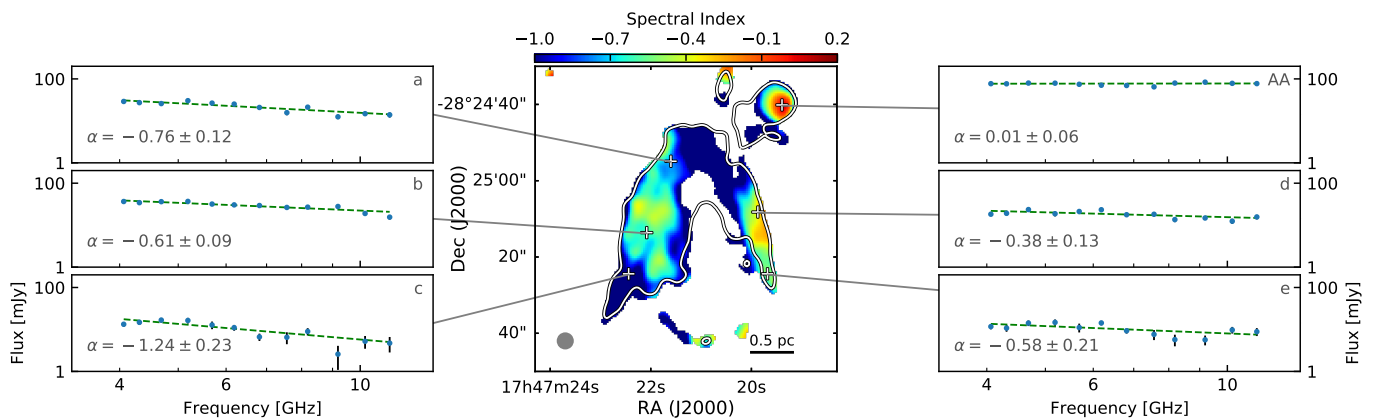 Spectral Index
−1.0 −0.7 −0.4 −0.1 0.2
100
a
α = −0.76 ± 0.12
1
100
b
α = −0.61 ± 0.09
1
100
c
α = −1.24 ± 0.23
1
Flux [mJy]
4 6 10
Frequency [GHz]
-28°24'40"
25'00"
20"
40"
Dec (J2000)
0.5 pc
17h47m24s 22s 20s
RA (J2000)
AA
100
α = 0.01 ± 0.06
1
d
100
α = −0.38 ± 0.13
1
e
100
α = −0.58 ± 0.21
1
Flux [mJy]
4 6 10
Frequency [GHz]